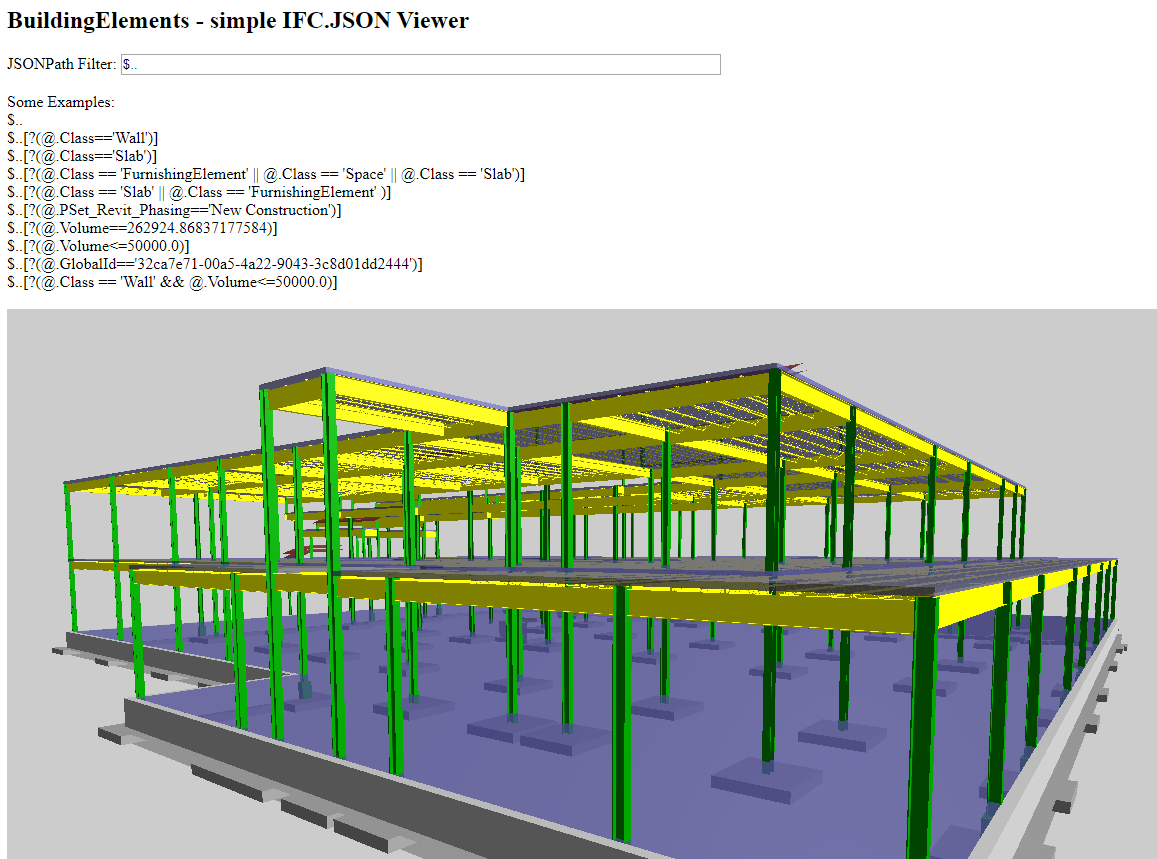 BuildingElements - simple IFC.JSON Viewer
JSONPath Filter: $..
Some Examples:
$..
$..[?(@.Class=='Wall')]
$..[?(@.Class=='Slab')]
$..[?(@.Class == 'FurnishingElement' || @.Class == 'Space' || @.Class == 'Slab')]
$..[?(@.Class == 'Slab' || @.Class == 'FurnishingElement' )]
$..[?(@.PSet_Revit_Phasing=='New Construction')]
$..[?(@.Volume==262924.86837177584)]
$..[?(@.Volume<=50000.0)]
$..[?(@.GlobalId=='32ca7e71-00a5-4a22-9043-3c8d01dd2444')]
$..[?(@.Class == 'Wall' && @.Volume<=50000.0)]